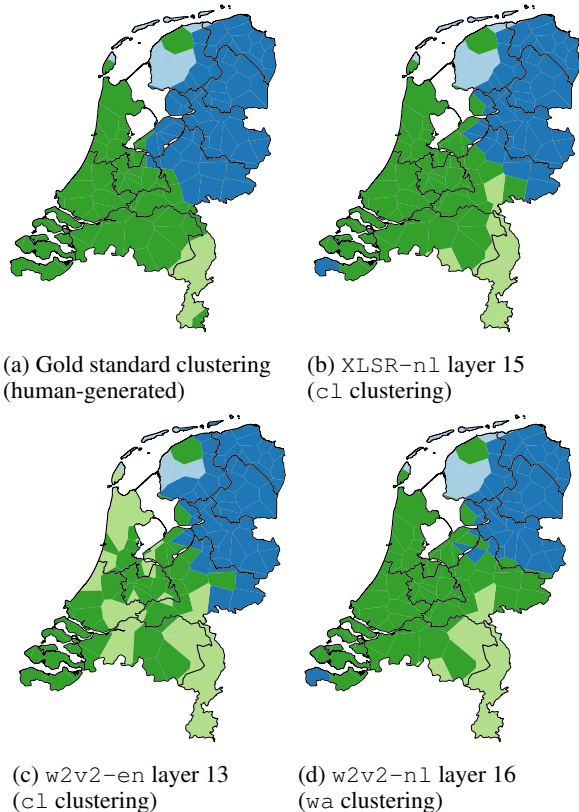 (a) Gold standard clustering
(human-generated)
(b) XLSR-nl layer 15
(cl clustering)
(c) w2v2-en layer 13
(cl clustering)
(d) w2v2-nl layer 16
(wa clustering)